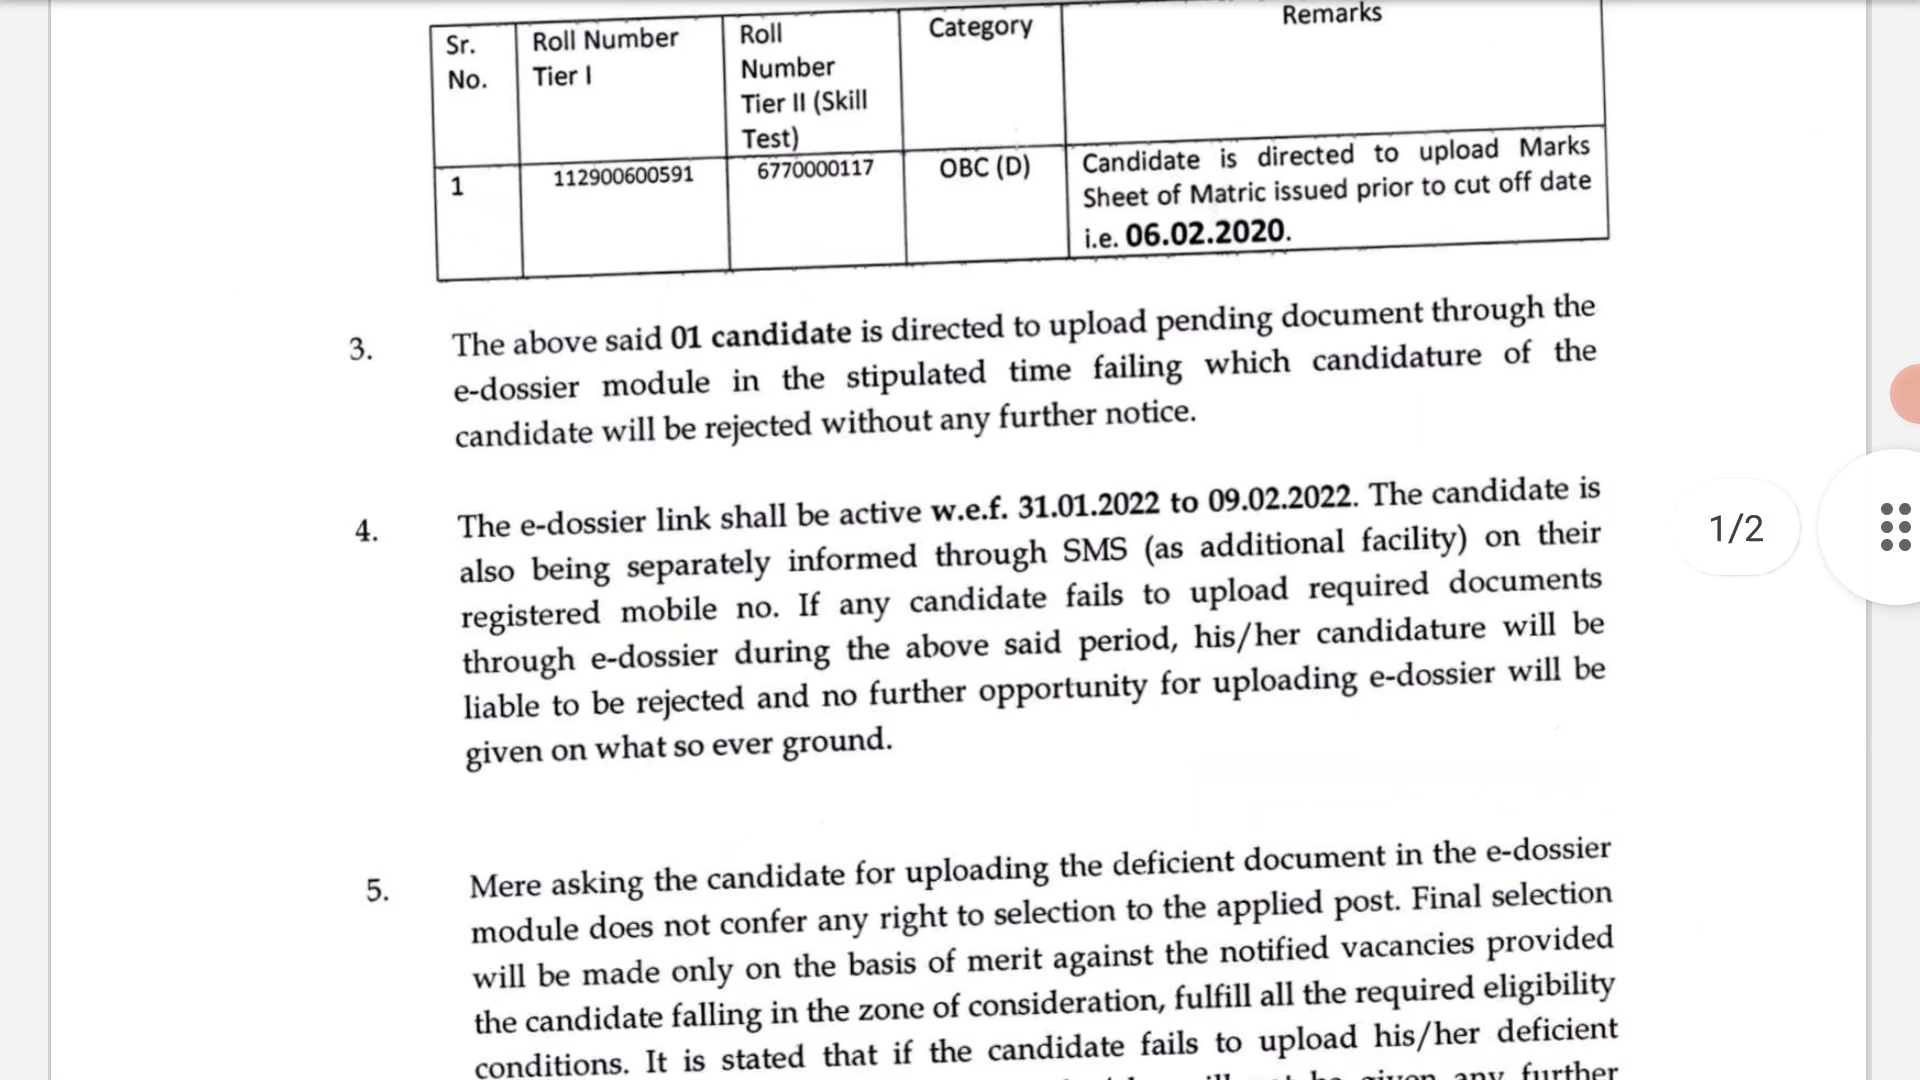 Sr. No.
Roll Number Tier I
Roll Number Tier II (Skill Test)
Category
Remarks
1
112900600591
6770000117
OBC (D)
Candidate is directed to upload Marks
Sheet of Matric issued prior to cut off date
i.e. 06.02.2020.
3. The above said 01 candidate is directed to upload pending document through the
e-dossier module in the stipulated time failing which candidature of the
candidate will be rejected without any further notice.
4. The e-dossier link shall be active w.e.f. 31.01.2022 to 09.02.2022. The candidate is
also being separately informed through SMS (as additional facility) on their
registered mobile no. If any candidate fails to upload required documents
through e-dossier during the above said period, his/her candidature will be
liable to be rejected and no further opportunity for uploading e-dossier will be
given on what so ever ground.
1/2
5. Mere asking the candidate for uploading the deficient document in the e-dossier
module does not confer any right to selection to the applied post. Final selection
will be made only on the basis of merit against the notified vacancies provided
the candidate falling in the zone of consideration, fulfill all the required eligibility
conditions. It is stated that if the candidate fails to upload his/her deficient
given any further